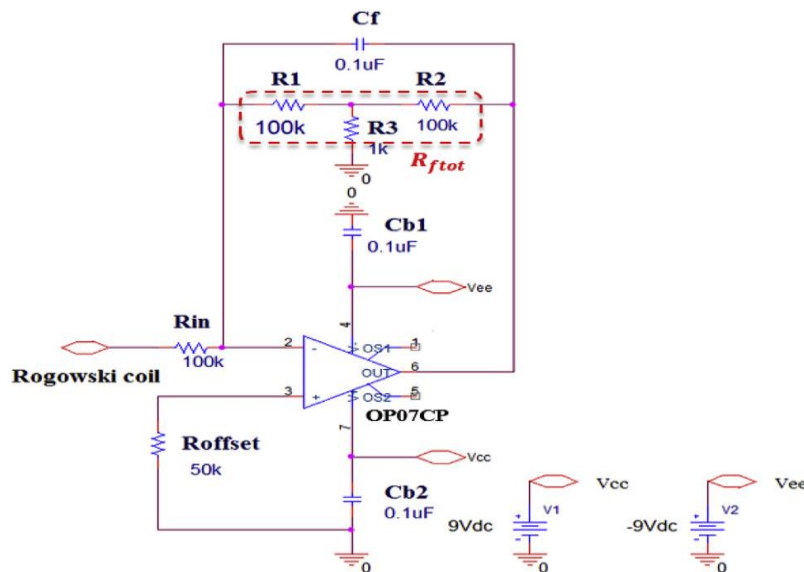 Cf
0.1uF
R1
R2
100k
R3
100k
1k
R_ftot
0
0
Cb1
0.1uF
Vee
Rin
4
2
-
OS1
1
100k
6
Rogowski coil
OUT
3
+
OS2
5
OP07CP
7
Roffset
50k
Vcc
Cb2
0.1uF
0
Vcc
Vee
9Vdc
V1
-9Vdc
V2
0
0